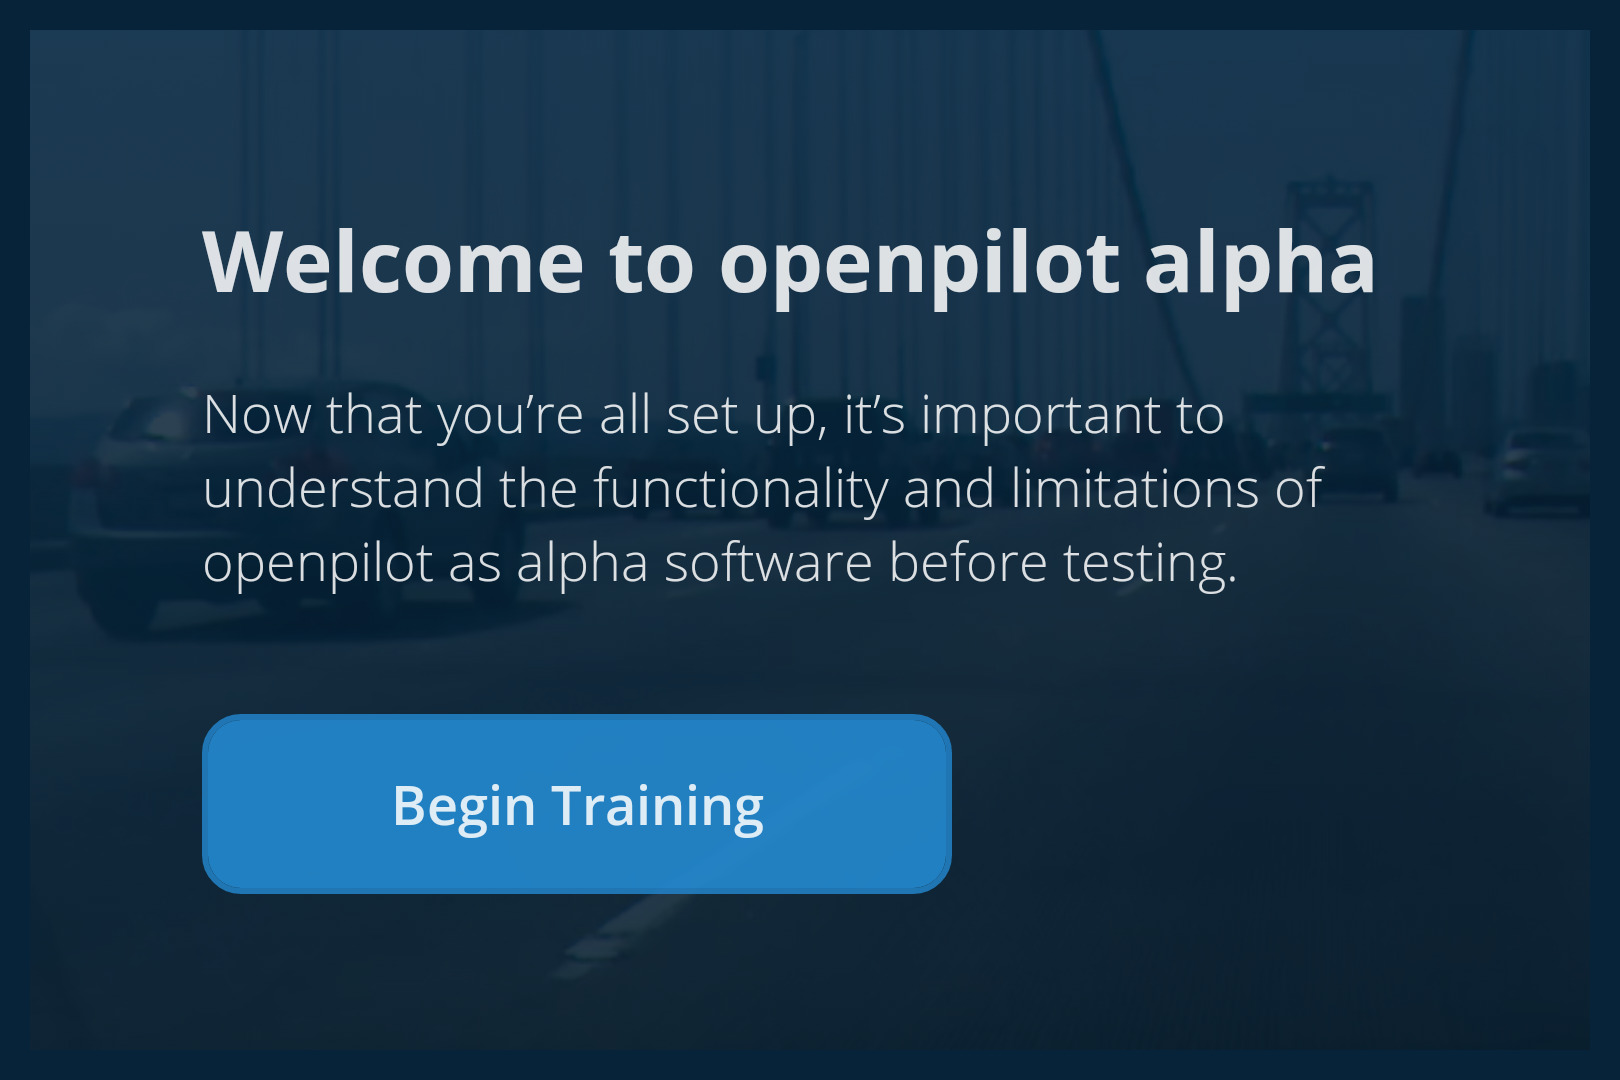 Welcome to openpilot alpha
Now that you’re all set up, it’s important to
understand the functionality and limitations of
openpilot as alpha software before testing.
Begin Training